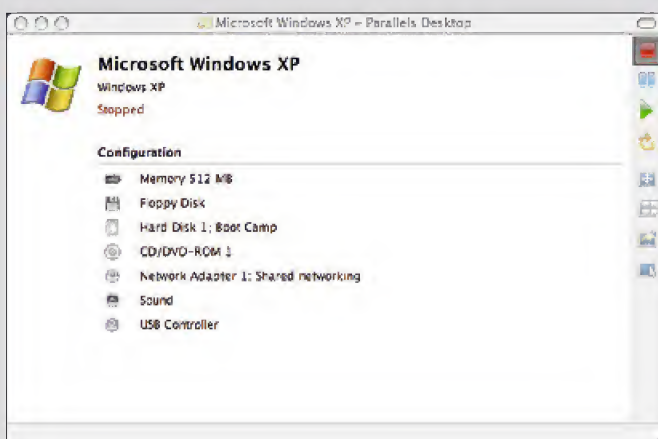 Microsoft Windows XP – Parallels Desktop
Microsoft Windows XP
Windows XP
Stopped
Configuration
Memory 512 MB
Floppy Disk
Hard Disk 1; Boot Camp
CD/DVD-ROM 1
Network Adapter 1: Shared networking
Sound
USB Controller